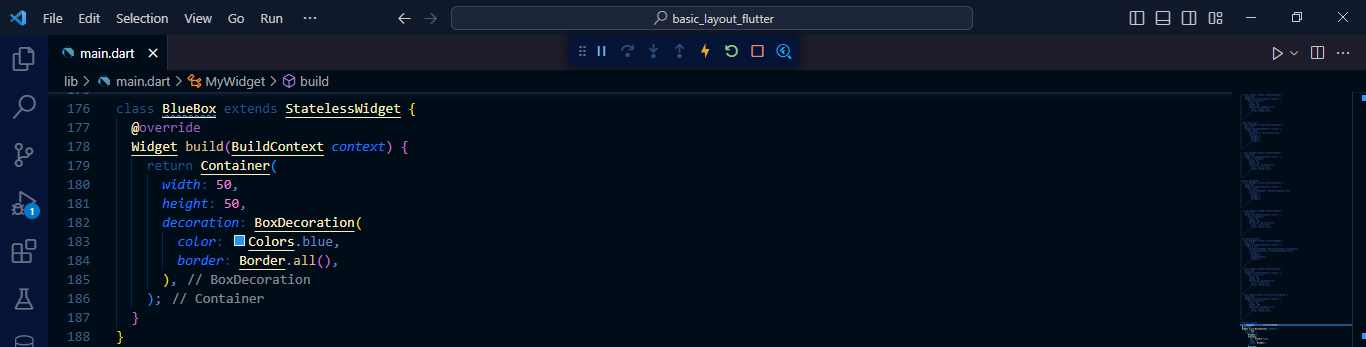 File Edit Selection View Go Run ... basic_layout_flutter
main.dart
lib > main.dart > MyWidget > build
176 class BlueBox extends StatelessWidget {
177 @override
178 Widget build(BuildContext context) {
179 return Container(
180 width: 50,
181 height: 50,
182 decoration: BoxDecoration(
183 color: Colors.blue,
184 border: Border.all(),
185 ), // BoxDecoration
186 ); // Container
187 }
188 }
1